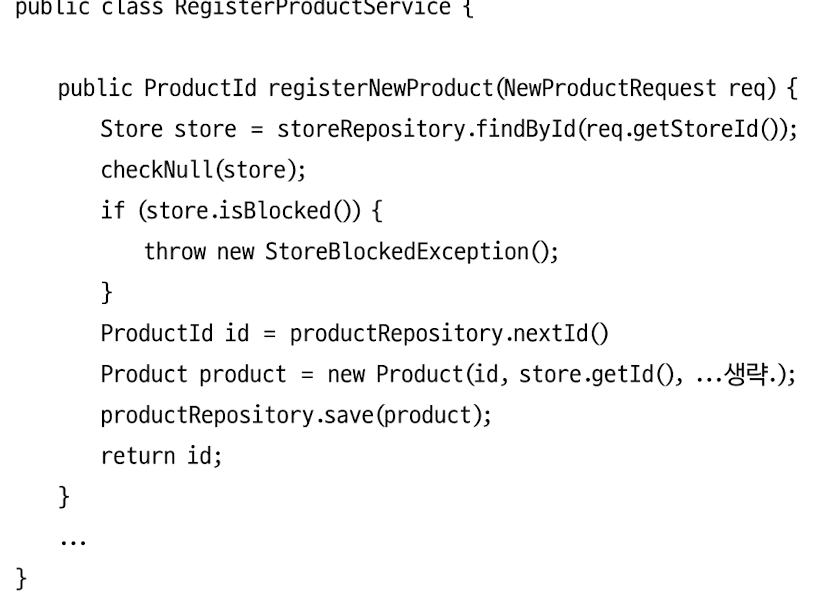 public class RegisterProductService {
public ProductId registerNewProduct(NewProductRequest req) {
Store store = storeRepository.findById(req.getStoreId());
checkNull(store);
if (store.isBlocked()) {
throw new StoreBlockedException();
}
ProductId id = productRepository.nextId()
Product product = new Product(id, store.getId(), ...생략.);
productRepository.save(product);
return id;
}
...
}